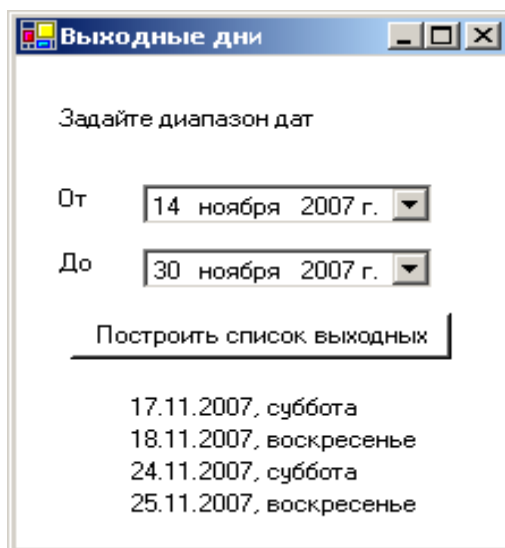 Выходные дни
Задайте диапазон дат
От 14 ноября 2007 г.
До 30 ноября 2007 г.
Построить список выходных
17.11.2007, суббота
18.11.2007, воскресенье
24.11.2007, суббота
25.11.2007, воскресенье